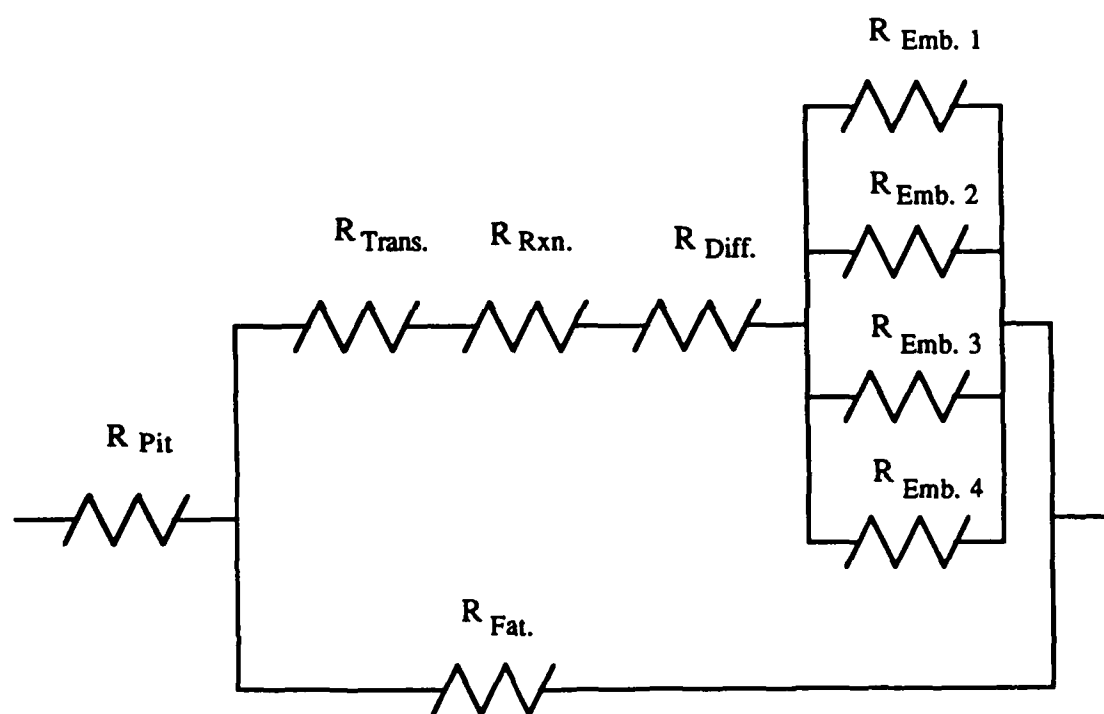 R Emb. 1
R Emb. 2
R Trans.
R Rxn.
R Diff.
R Emb. 3
R Pit
R Emb. 4
R Fat.